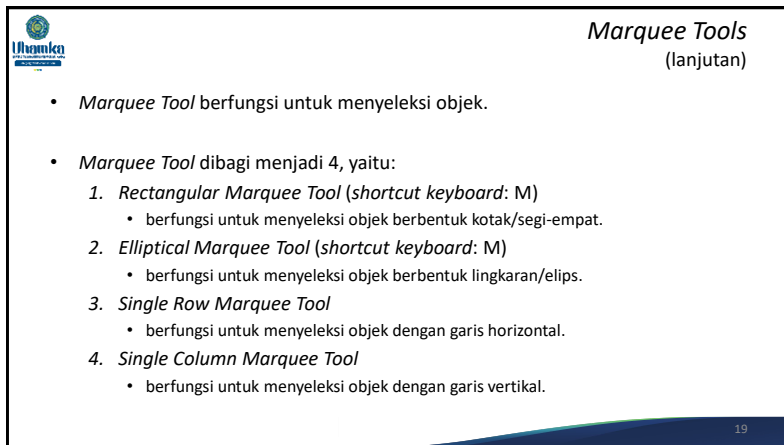 Uhamka
Marquee Tools
(lanjutan)
• Marquee Tool berfungsi untuk menyeleksi objek.
• Marquee Tool dibagi menjadi 4, yaitu:
1. Rectangular Marquee Tool (shortcut keyboard: M)
• berfungsi untuk menyeleksi objek berbentuk kotak/segi-empat.
2. Elliptical Marquee Tool (shortcut keyboard: M)
• berfungsi untuk menyeleksi objek berbentuk lingkaran/elips.
3. Single Row Marquee Tool
• berfungsi untuk menyeleksi objek dengan garis horizontal.
4. Single Column Marquee Tool
• berfungsi untuk menyeleksi objek dengan garis vertikal.
19